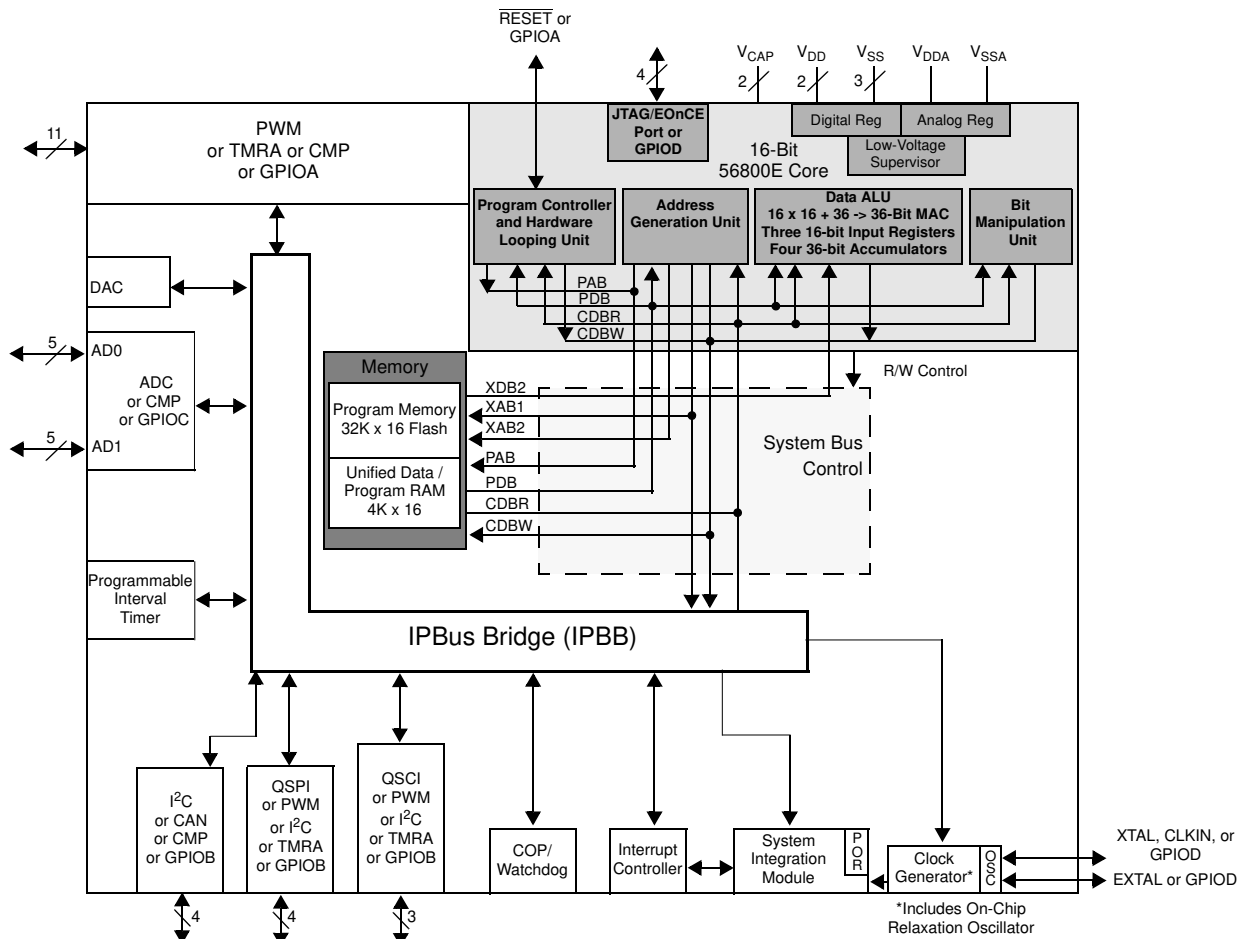 RESET or
GPIOA
4
VCAP
VDD
VSS
VDDA
VSSA
2
2
3
11
PWM
or TMRA or CMP
or GPIOA
JTAG/EOnCE
Port or
GPIOD
Digital Reg
Analog Reg
Low-Voltage
Supervisor
16-Bit
56800E Core
Program Controller
and Hardware
Looping Unit
Address
Generation Unit
Data ALU
16 x 16 + 36 -> 36-Bit MAC
Three 16-bit Input Registers
Four 36-bit Accumulators
Bit
Manipulation
Unit
PAB
PDB
CDBR
CDBW
DAC
5
AD0
ADC
or CMP
or GPIOC
5
AD1
R/W Control
Memory
Program Memory
32K x 16 Flash
Unified Data /
Program RAM
4K x 16
XDB2
XAB1
XAB2
PAB
PDB
CDBR
CDBW
System Bus
Control
Programmable
Interval
Timer
IPBus Bridge (IPBB)
I2C
or CAN
or CMP
or GPIOB
QSPI
or PWM
or I2C
or TMRA
or GPIOB
QSCI
or PWM
or I2C
or TMRA
or GPIOB
COP/
Watchdog
Interrupt
Controller
System
Integration
Module
POR
Clock
Generator*
OSC
XTAL, CLKIN, or
GPIOD
EXTAL or GPIOD
4
4
3
*Includes On-Chip
Relaxation Oscillator